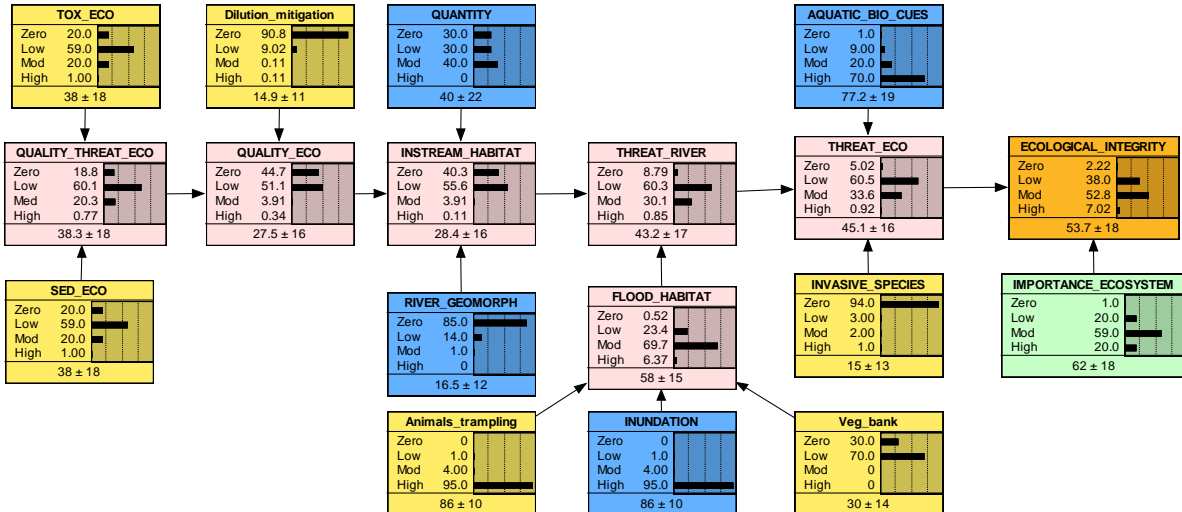 TOX_ECO
Zero 20.0
Low 59.0
Mod 20.0
High 1.00
38 ± 18
Dilution_mitigation
Zero 90.8
Low 9.02
Mod 0.11
High 0.11
14.9 ± 11
QUANTITY
Zero 30.0
Low 30.0
Mod 40.0
High 0
40 ± 22
AQUATIC_BIO_CUES
Zero 1.0
Low 9.00
Mod 20.0
High 70.0
77.2 ± 19
QUALITY_THREAT_ECO
Zero 18.8
Low 60.1
Med 20.3
High 0.77
38.3 ± 18
QUALITY_ECO
Zero 44.7
Low 51.1
Mod 3.91
High 0.34
27.5 ± 16
INSTREAM_HABITAT
Zero 40.3
Low 55.6
Mod 3.91
High 0.11
28.4 ± 16
THREAT_RIVER
Zero 8.79
Low 60.3
Mod 30.1
High 0.85
43.2 ± 17
THREAT_ECO
Zero 5.02
Low 60.5
Mod 33.6
High 0.92
45.1 ± 16
ECOLOGICAL_INTEGRITY
Zero 2.22
Low 38.0
Mod 52.8
High 7.02
53.7 ± 18
SED_ECO
Zero 20.0
Low 59.0
Mod 20.0
High 1.00
38 ± 18
RIVER_GEOMORPH
Zero 85.0
Low 14.0
Mod 1.0
High 0
16.5 ± 12
FLOOD_HABITAT
Zero 0.52
Low 23.4
Mod 69.7
High 6.37
58 ± 15
INVASIVE_SPECIES
Zero 94.0
Low 3.00
Mod 2.00
High 1.0
15 ± 13
IMPORTANCE_ECOSYSTEM
Zero 1.0
Low 20.0
Mod 59.0
High 20.0
62 ± 18
Animals_trampling
Zero 0
Low 1.0
Mod 4.00
High 95.0
86 ± 10
INUNDATION
Zero 0
Low 1.0
Mod 4.00
High 95.0
86 ± 10
Veg_bank
Zero 30.0
Low 70.0
Mod 0
High 0
30 ± 14